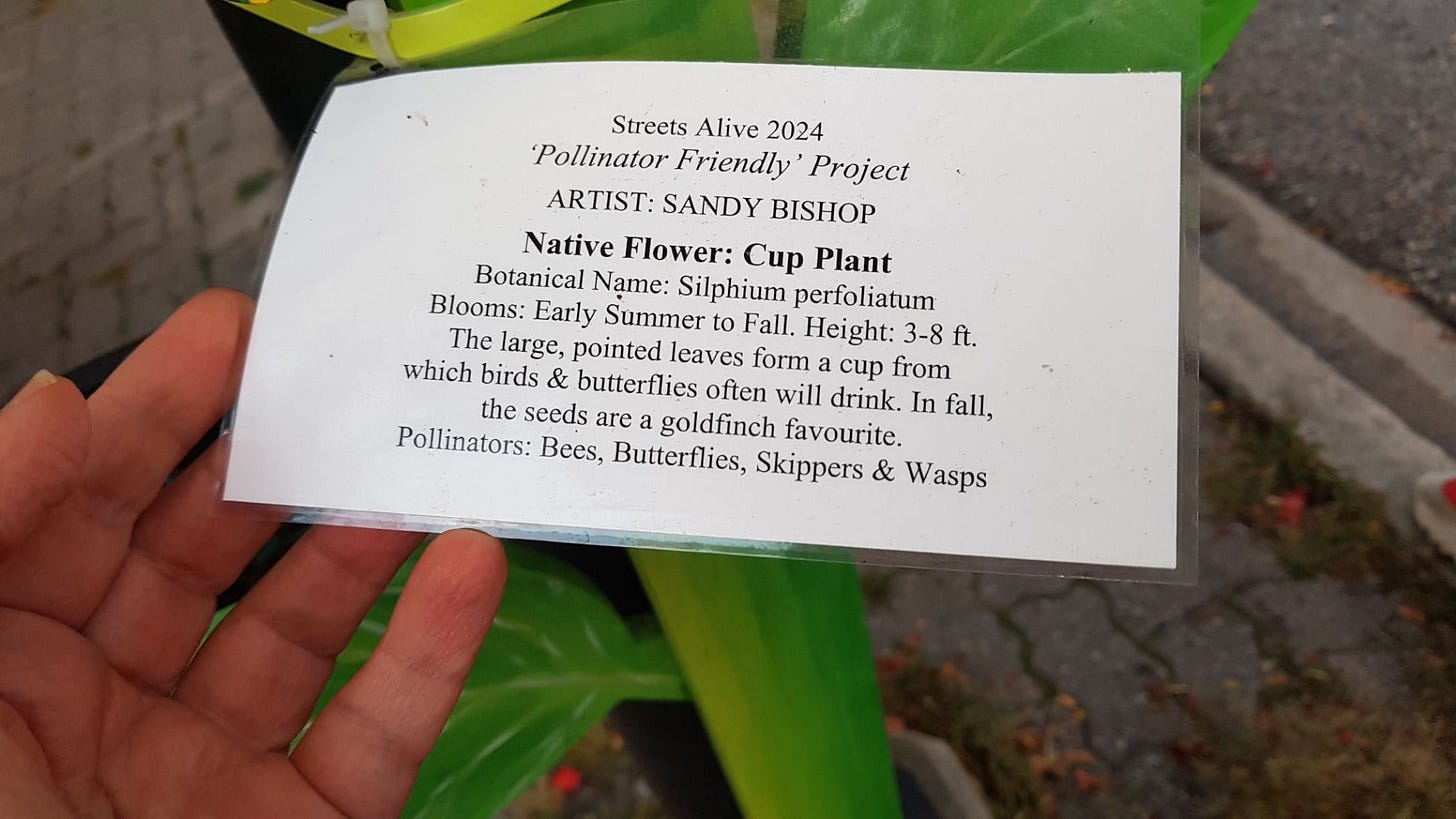 Streets Alive 2024
‘Pollinator Friendly’ Project
ARTIST: SANDY BISHOP
Native Flower: Cup Plant
Botanical Name: Silphium perfoliatum
Blooms: Early Summer to Fall. Height: 3-8 ft.
The large, pointed leaves form a cup from
which birds & butterflies often will drink. In fall,
the seeds are a goldfinch favourite.
Pollinators: Bees, Butterflies, Skippers & Wasps